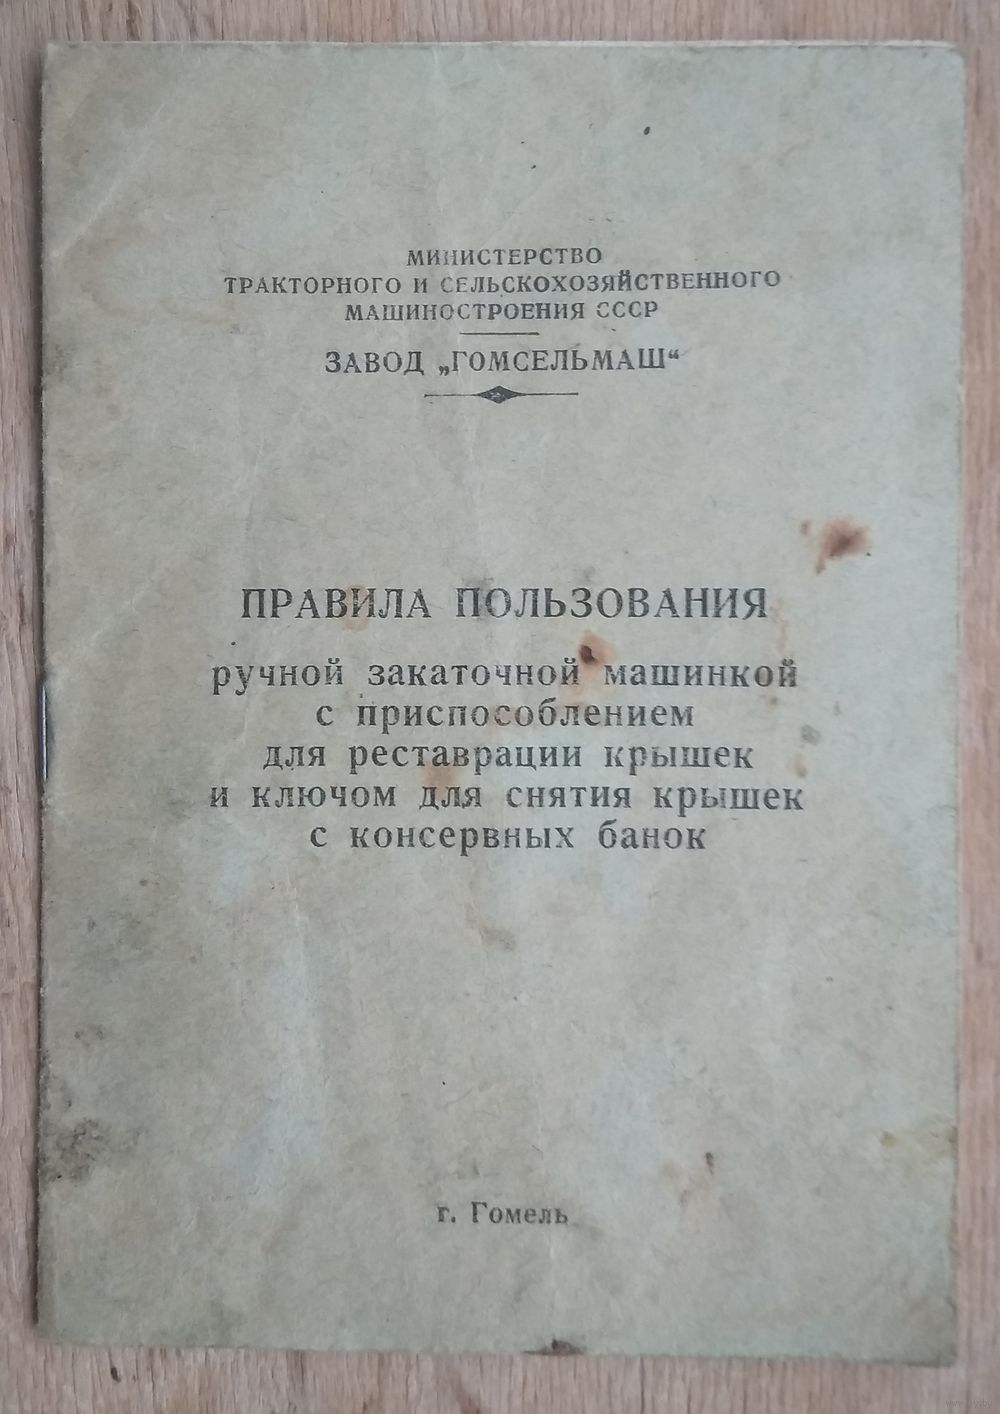 МИНИСТЕРСТВО
ТРАКТОРНОГО И СЕЛЬСКОХОЗЯЙСТВЕННОГО
МАШИНОСТРОЕНИЯ СССР
ЗАВОД „ГОМСЕЛЬМАШ“
ПРАВИЛА ПОЛЬЗОВАНИЯ
ручной закаточной машинкой
с приспособлением
для реставрации крышек
и ключом для снятия крышек
с консервных банок
г. Гомель